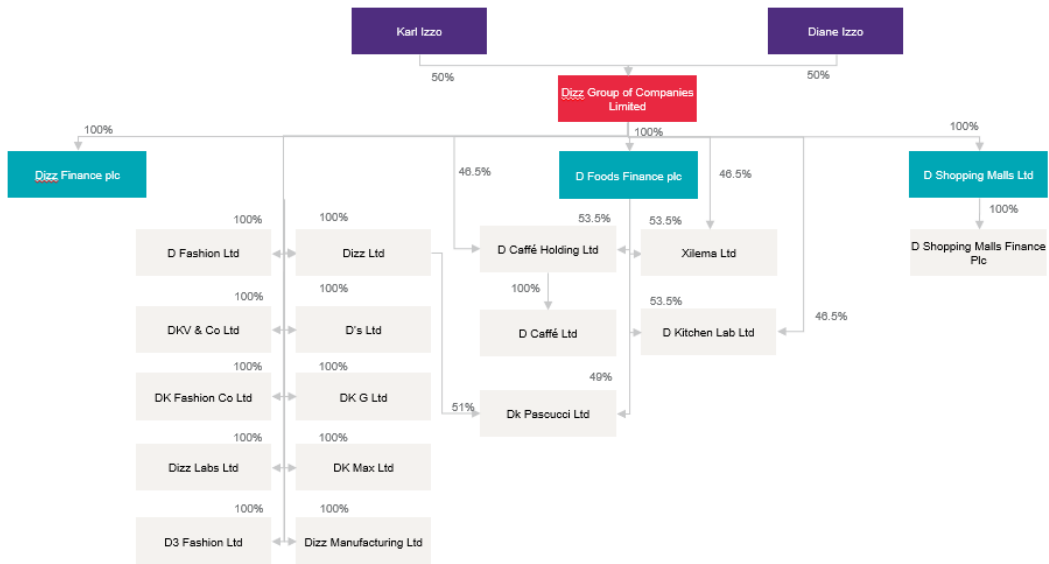 Karl Izzo
Diane Izzo
50%
50%
Dizz Group of Companies
Limited
100%
100%
100%
Dizz Finance plc
46.5%
D Foods Finance plc
46.5%
D Shopping Malls Ltd
100%
100%
53.5%
53.5%
100%
D Fashion Ltd
Dizz Ltd
D Caffé Holding Ltd
Xilema Ltd
D Shopping Malls Finance
Plc
100%
100%
100%
53.5%
46.5%
DKV & Co Ltd
D's Ltd
D Caffé Ltd
D Kitchen Lab Ltd
100%
100%
49%
DK Fashion Co Ltd
DK G Ltd
51%
Dk Pascucci Ltd
100%
100%
Dizz Labs Ltd
DK Max Ltd
100%
100%
D3 Fashion Ltd
Dizz Manufacturing Ltd